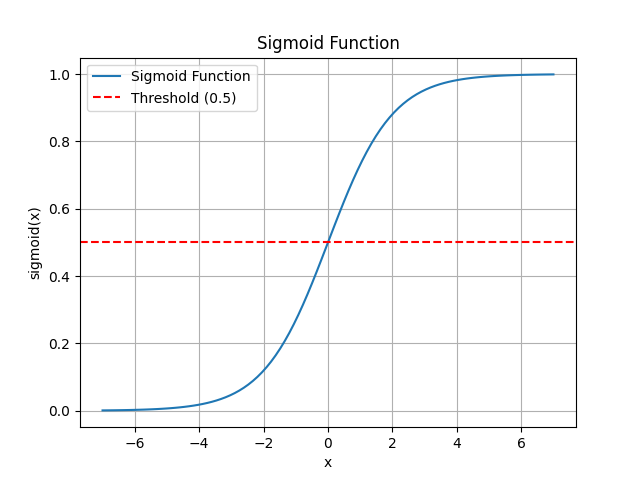 Sigmoid Function
Sigmoid Function
Threshold (0.5)
1.0
0.8
0.6
0.4
0.2
0.0
sigmoid(x)
−6 −4 −2 0 2 4 6
x